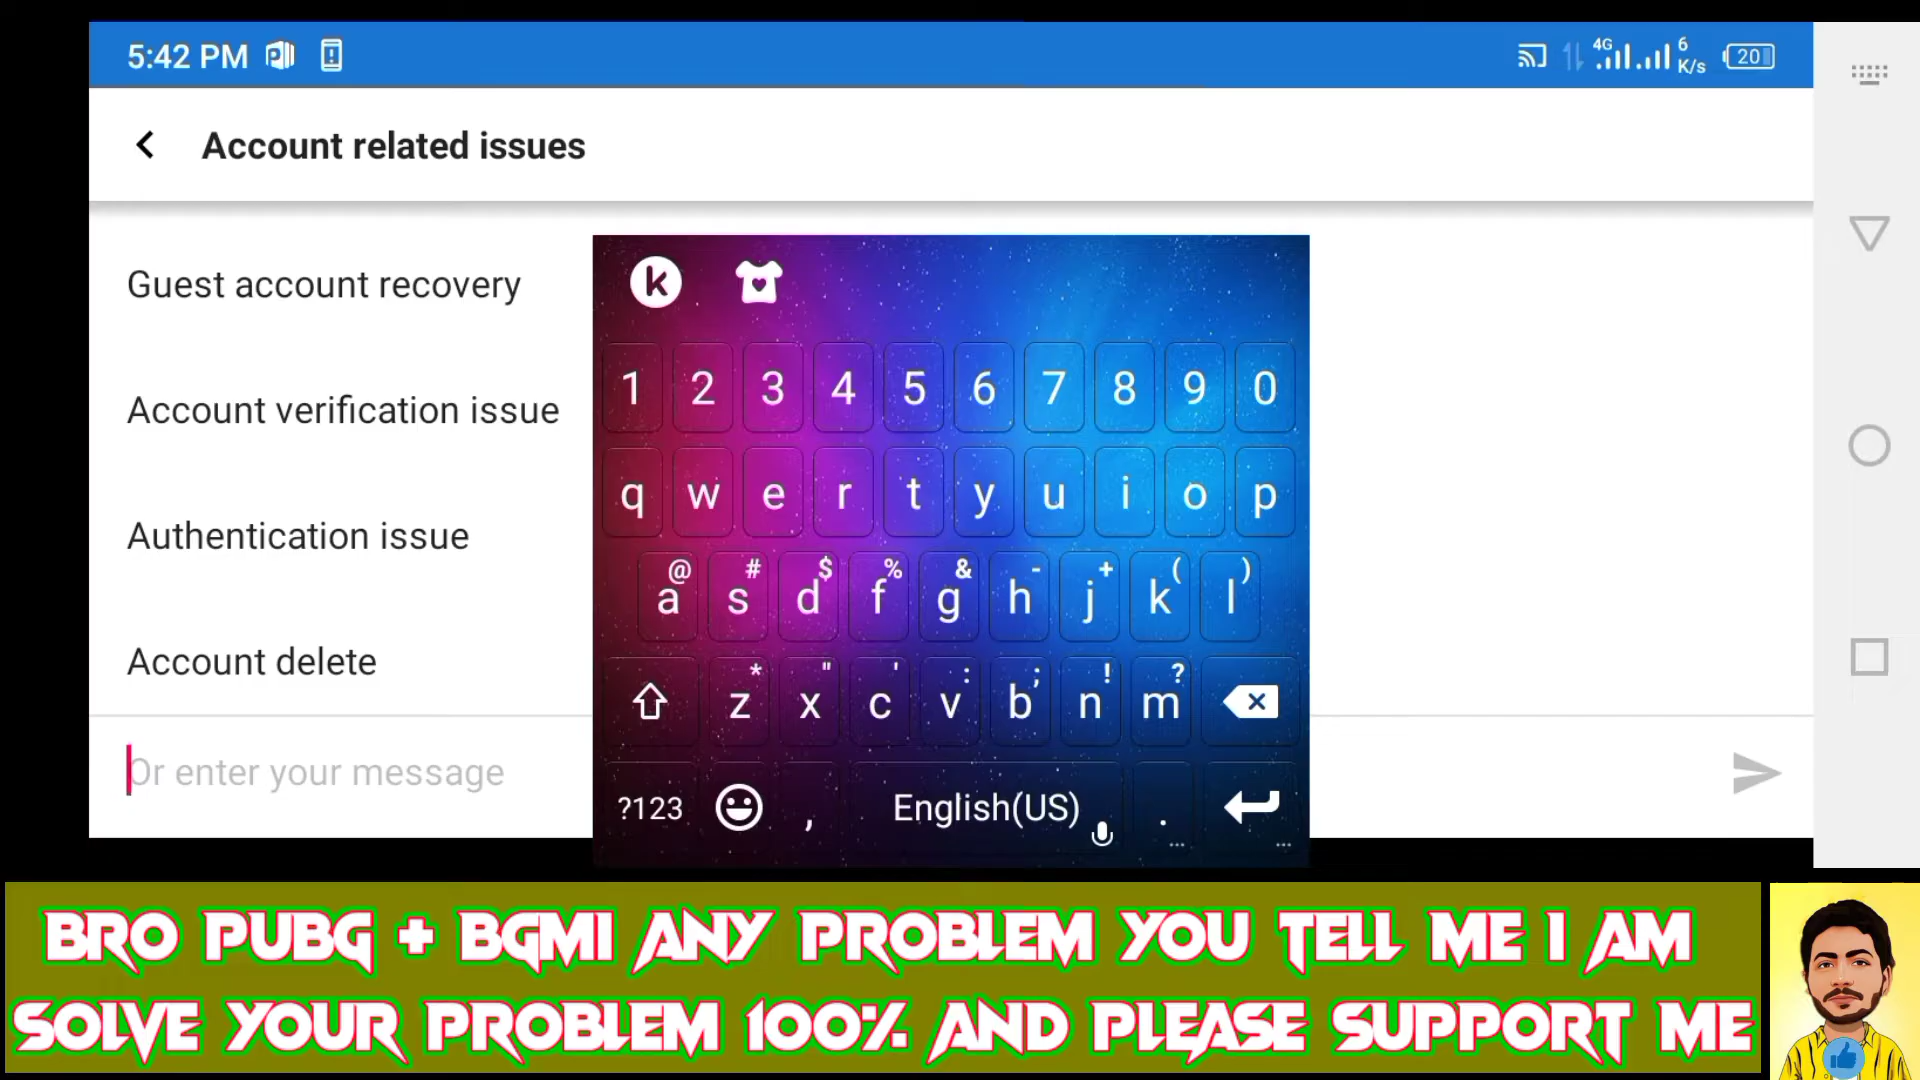 5:42 PM 4G 6 K/s 20
Account related issues
Guest account recovery
Account verification issue
Authentication issue
Account delete
Or enter your message
k
1 2 3 4 5 6 7 8 9 0
q w e r t y u i o p
@ # $ % & - + ( )
a s d f g h j k l
* " ' : ; ! ?
z x c v b n m
?123 , English(US) .
BRO PUBG + BGMI ANY PROBLEM YOU TELL ME I AM
SOLVE YOUR PROBLEM 100% AND PLEASE SUPPORT ME